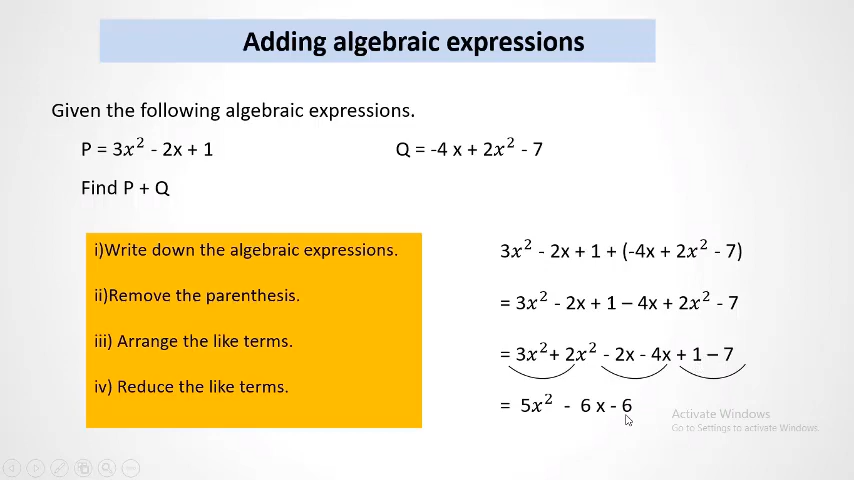 Adding algebraic expressions
Given the following algebraic expressions.
P = 3x² - 2x + 1
Q = -4 x + 2x² - 7
Find P + Q
i)Write down the algebraic expressions.
ii)Remove the parenthesis.
iii) Arrange the like terms.
iv) Reduce the like terms.
3x² - 2x + 1 + (-4x + 2x² - 7)
= 3x² - 2x + 1 – 4x + 2x² - 7
= 3x²+ 2x² - 2x - 4x + 1 – 7
= 5x² - 6 x - 6
Activate Windows
Go to Settings to activate Windows.